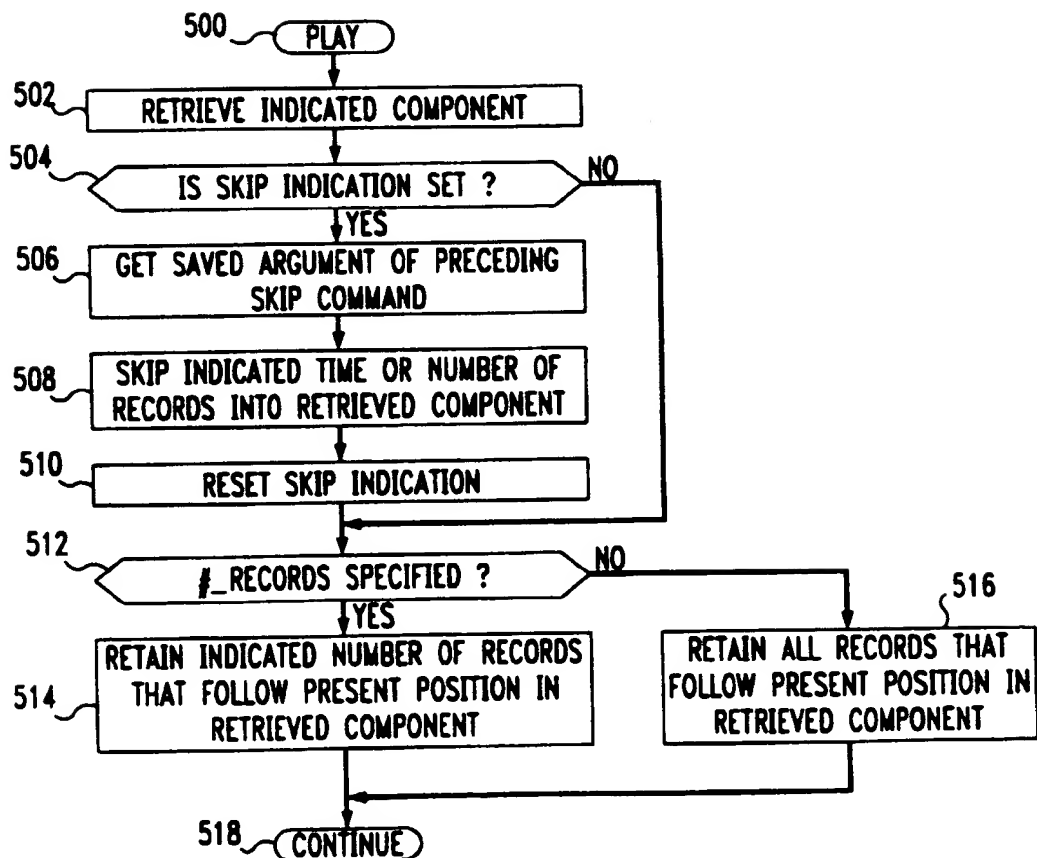 500
PLAY
502
RETRIEVE INDICATED COMPONENT
504
IS SKIP INDICATION SET ?
NO
YES
506
GET SAVED ARGUMENT OF PRECEDING
SKIP COMMAND
508
SKIP INDICATED TIME OR NUMBER OF
RECORDS INTO RETRIEVED COMPONENT
510
RESET SKIP INDICATION
512
#_RECORDS SPECIFIED ?
NO
YES
514
RETAIN INDICATED NUMBER OF RECORDS
THAT FOLLOW PRESENT POSITION IN
RETRIEVED COMPONENT
516
RETAIN ALL RECORDS THAT
FOLLOW PRESENT POSITION IN
RETRIEVED COMPONENT
518
CONTINUE